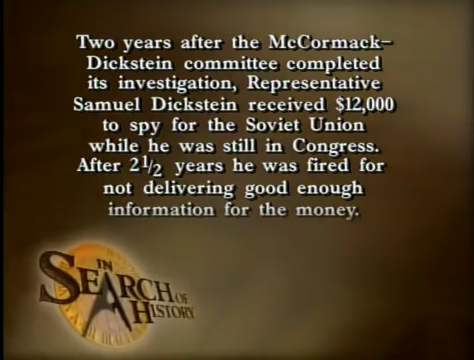 Two years after the McCormack–
Dickstein committee completed
its investigation, Representative
Samuel Dickstein received $12,000
to spy for the Soviet Union
while he was still in Congress.
After 2 1/2 years he was fired for
not delivering good enough
information for the money.
IN
SEARCH OF
HISTORY